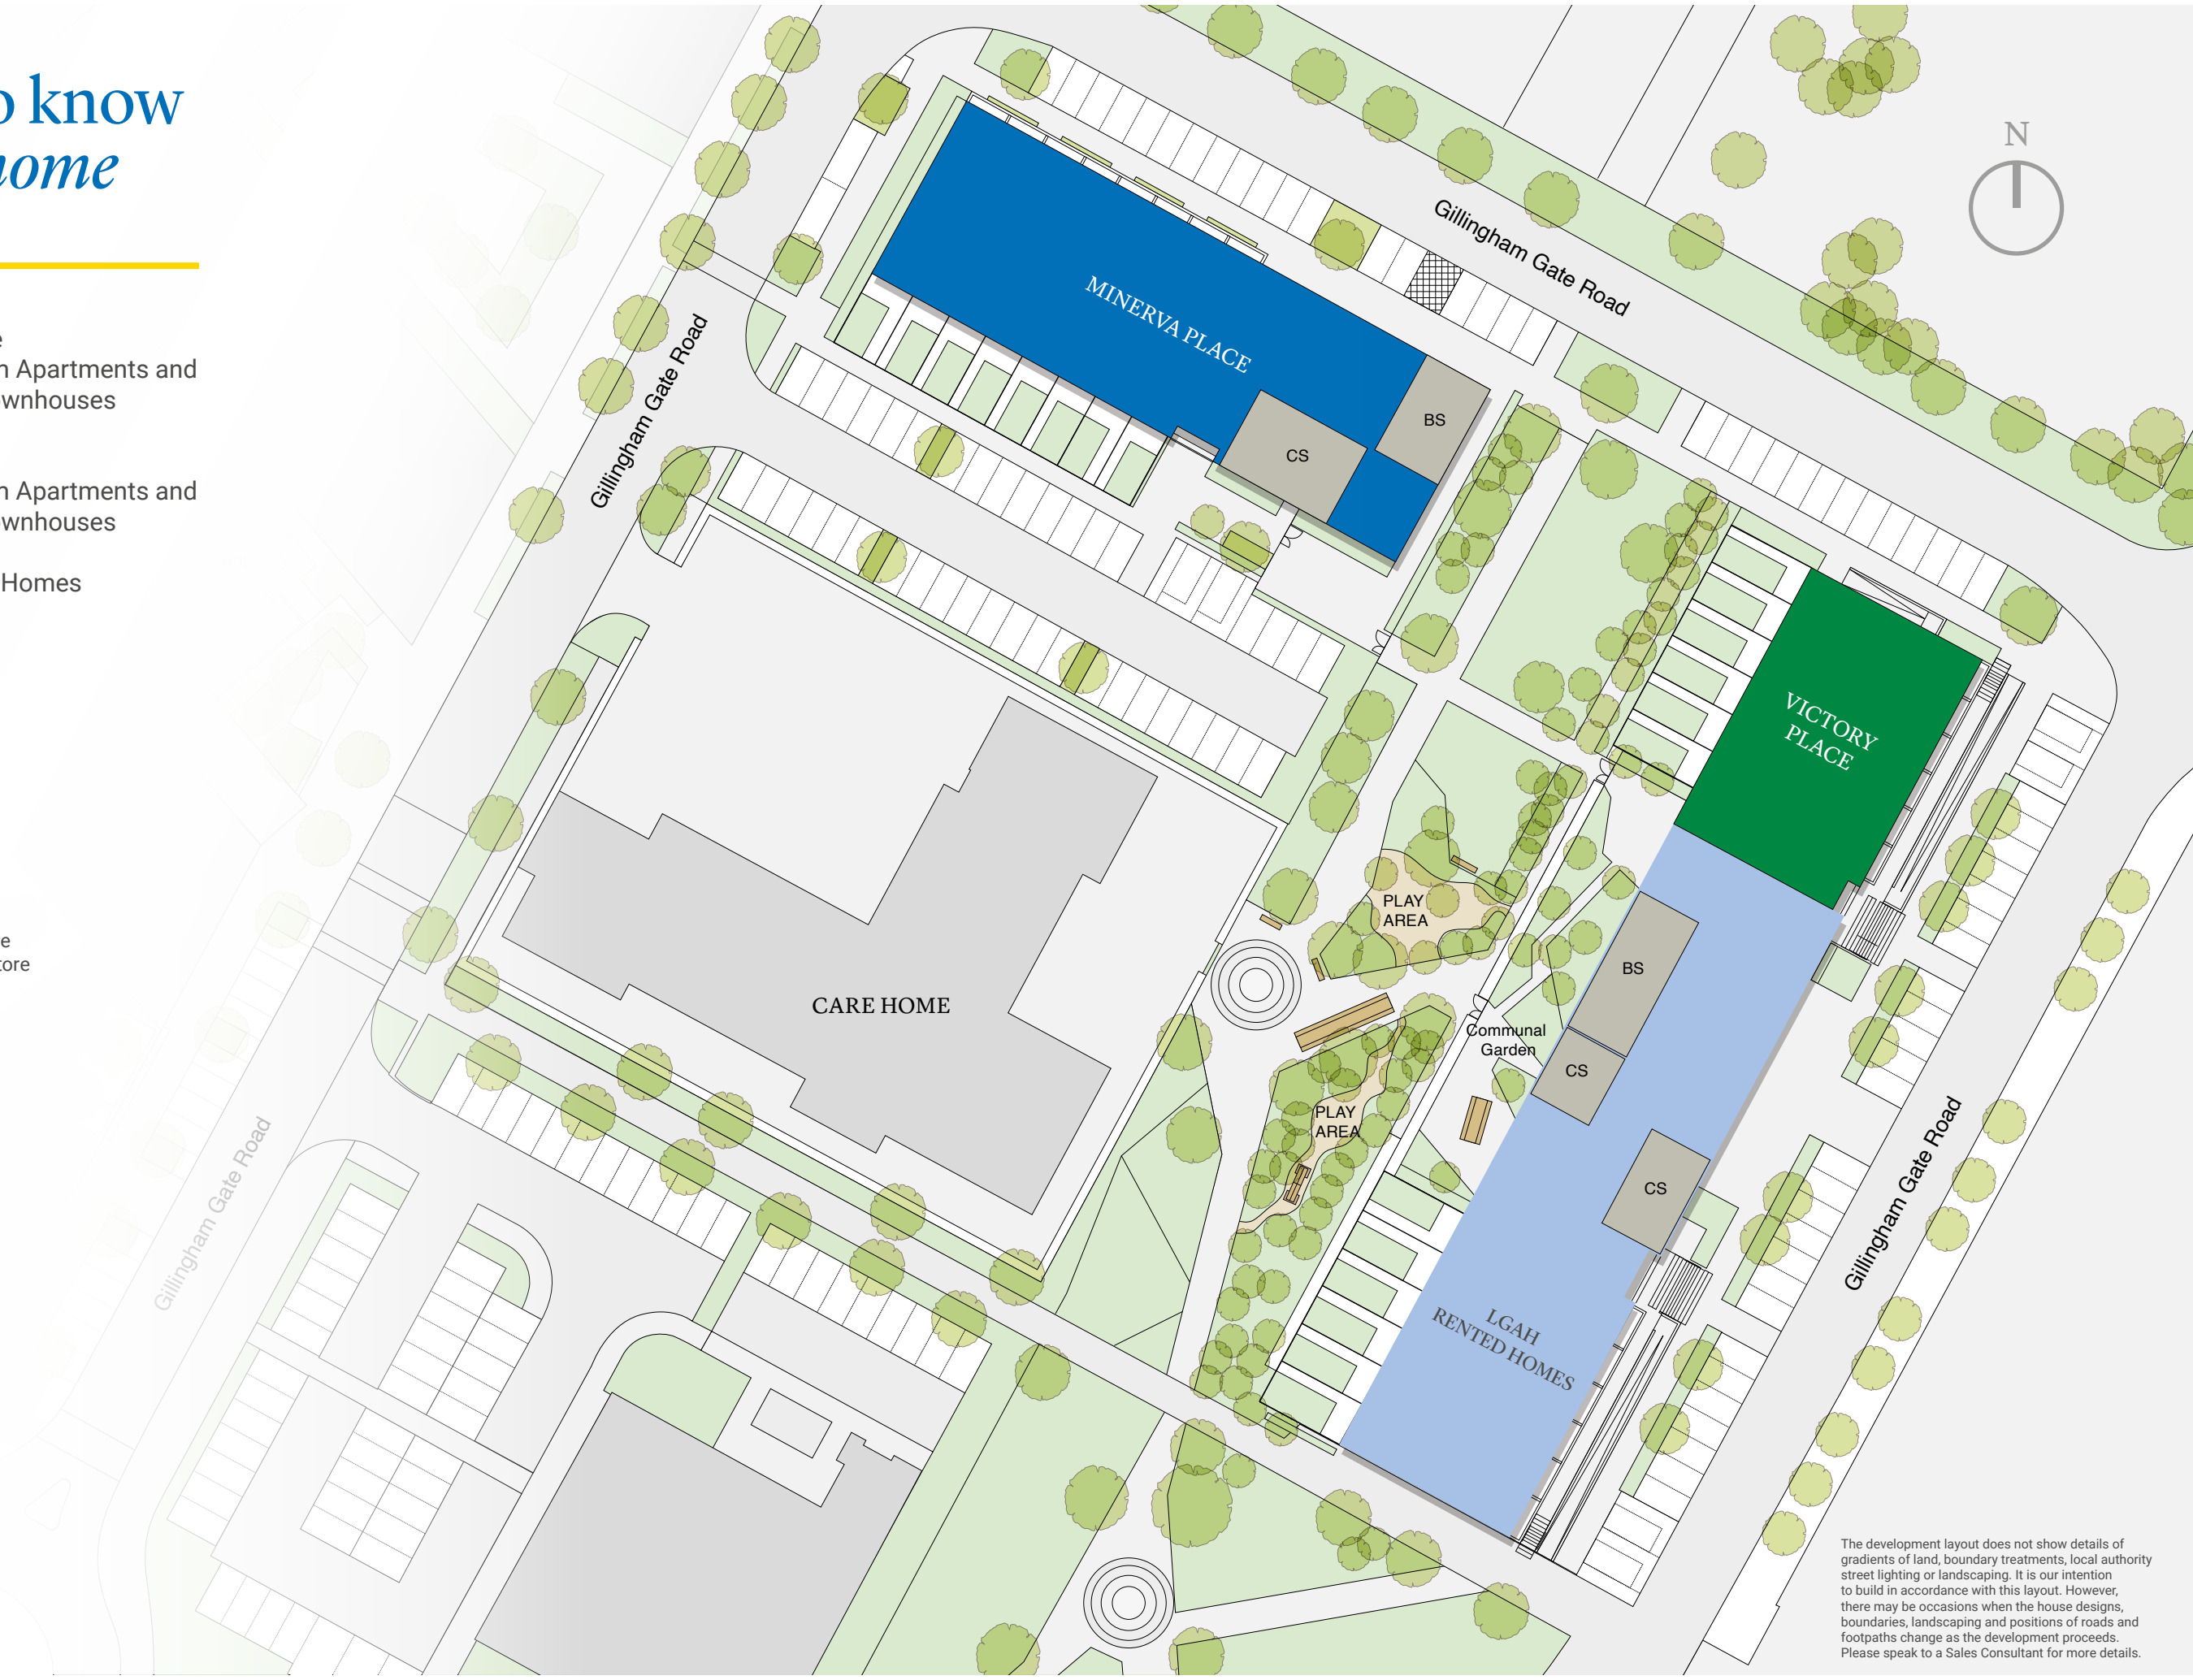 o know
home
n Apartments and
ownhouses
n Apartments and
ownhouses
Homes
e
tore
N
Gillingham Gate Road
MINERVA PLACE
BS
CS
Gillingham Gate Road
VICTORY
PLACE
PLAY
AREA
BS
CARE HOME
Communal
Garden
CS
PLAY
AREA
CS
Gillingham Gate Road
Gillingham Gate Road
LGAH
RENTED HOMES
The development layout does not show details of
gradients of land, boundary treatments, local authority
street lighting or landscaping. It is our intention
to build in accordance with this layout. However,
there may be occasions when the house designs,
boundaries, landscaping and positions of roads and
footpaths change as the development proceeds.
Please speak to a Sales Consultant for more details.